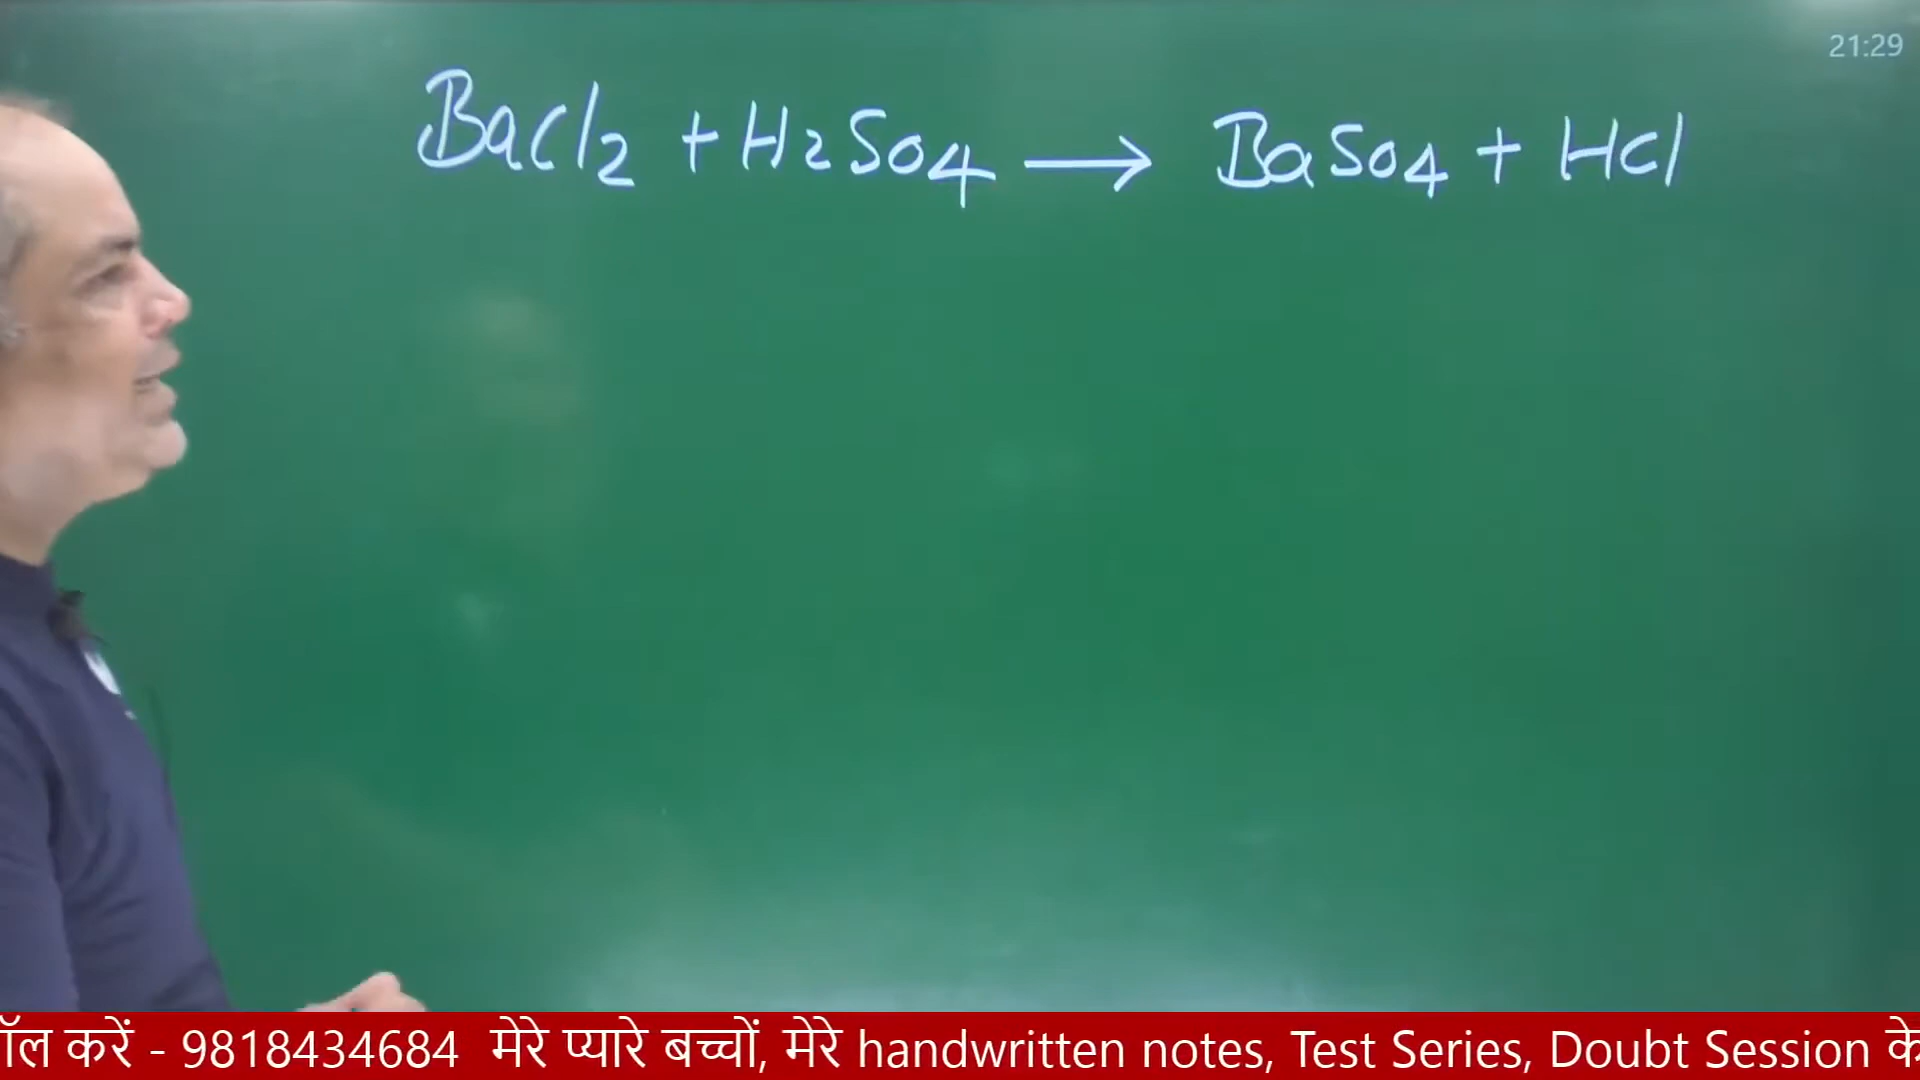 21:29
BaCl2 + H2SO4 → BaSO4 + HCl
ॉल करें - 9818434684 मेरे प्यारे बच्चों, मेरे handwritten notes, Test Series, Doubt Session के